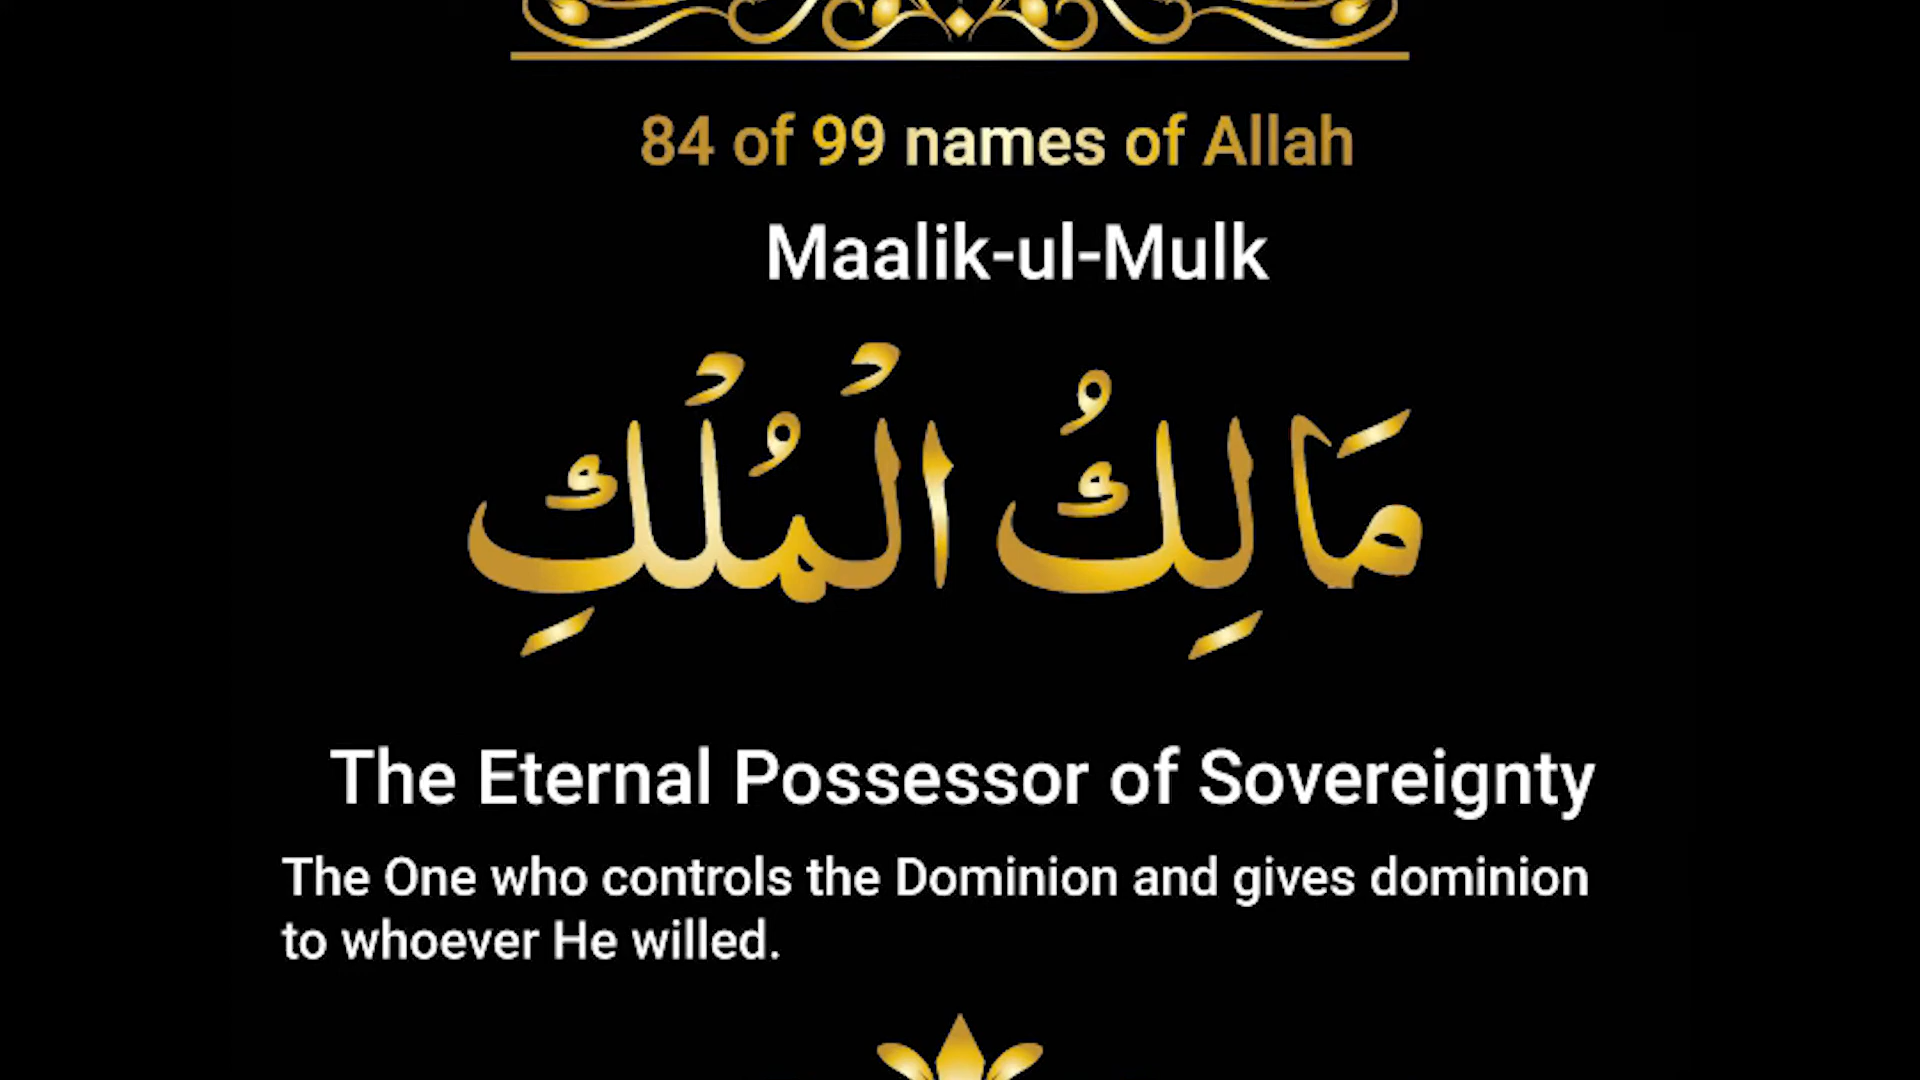 84 of 99 names of Allah
Maalik-ul-Mulk
مَالِكُ الْمُلْكِ
The Eternal Possessor of Sovereignty
The One who controls the Dominion and gives dominion
to whoever He willed.